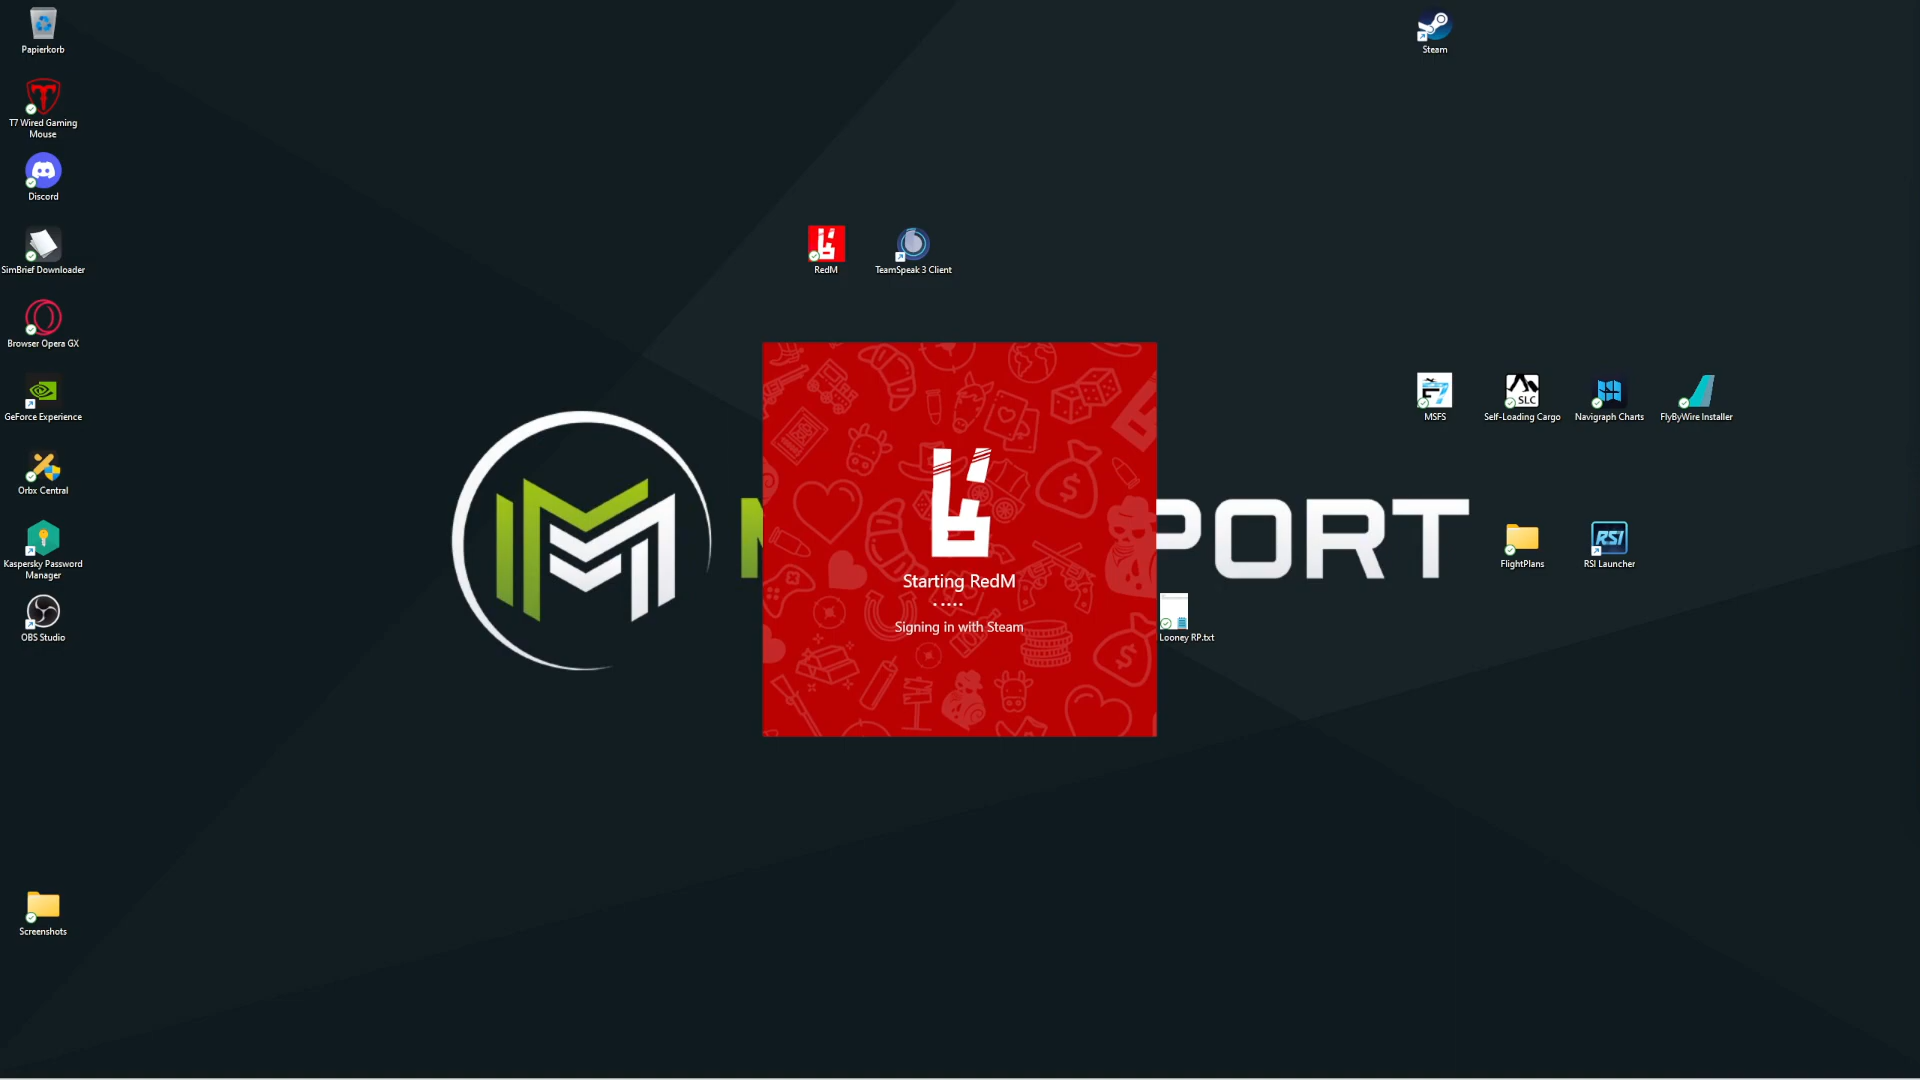 Papierkorb
T7 Wired Gaming
Mouse
Discord
SimBrief Downloader
Browser Opera GX
GeForce Experience
Orbx Central
Kaspersky Password
Manager
OBS Studio
Screenshots
RedM
TeamSpeak 3 Client
Steam
MSFS
SLC
Self-Loading Cargo
Navigraph Charts
FlyByWire Installer
FlightPlans
RSI
RSI Launcher
PORT
Starting RedM
Signing in with Steam
Looney RP.txt